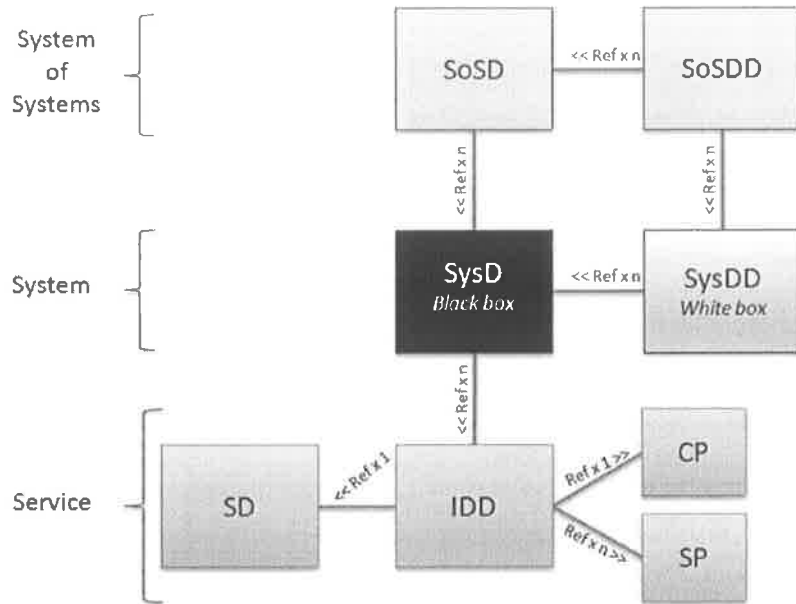 System
of
Systems
SoSD
<< Ref x n
SoSDD
<< Ref x n
<< Ref x n
System
SysD
Black box
<< Ref x n
SysDD
White box
<< Ref x n
Service
SD
<< Ref x 1
IDD
Ref x 1 >>
CP
Ref x n >>
SP